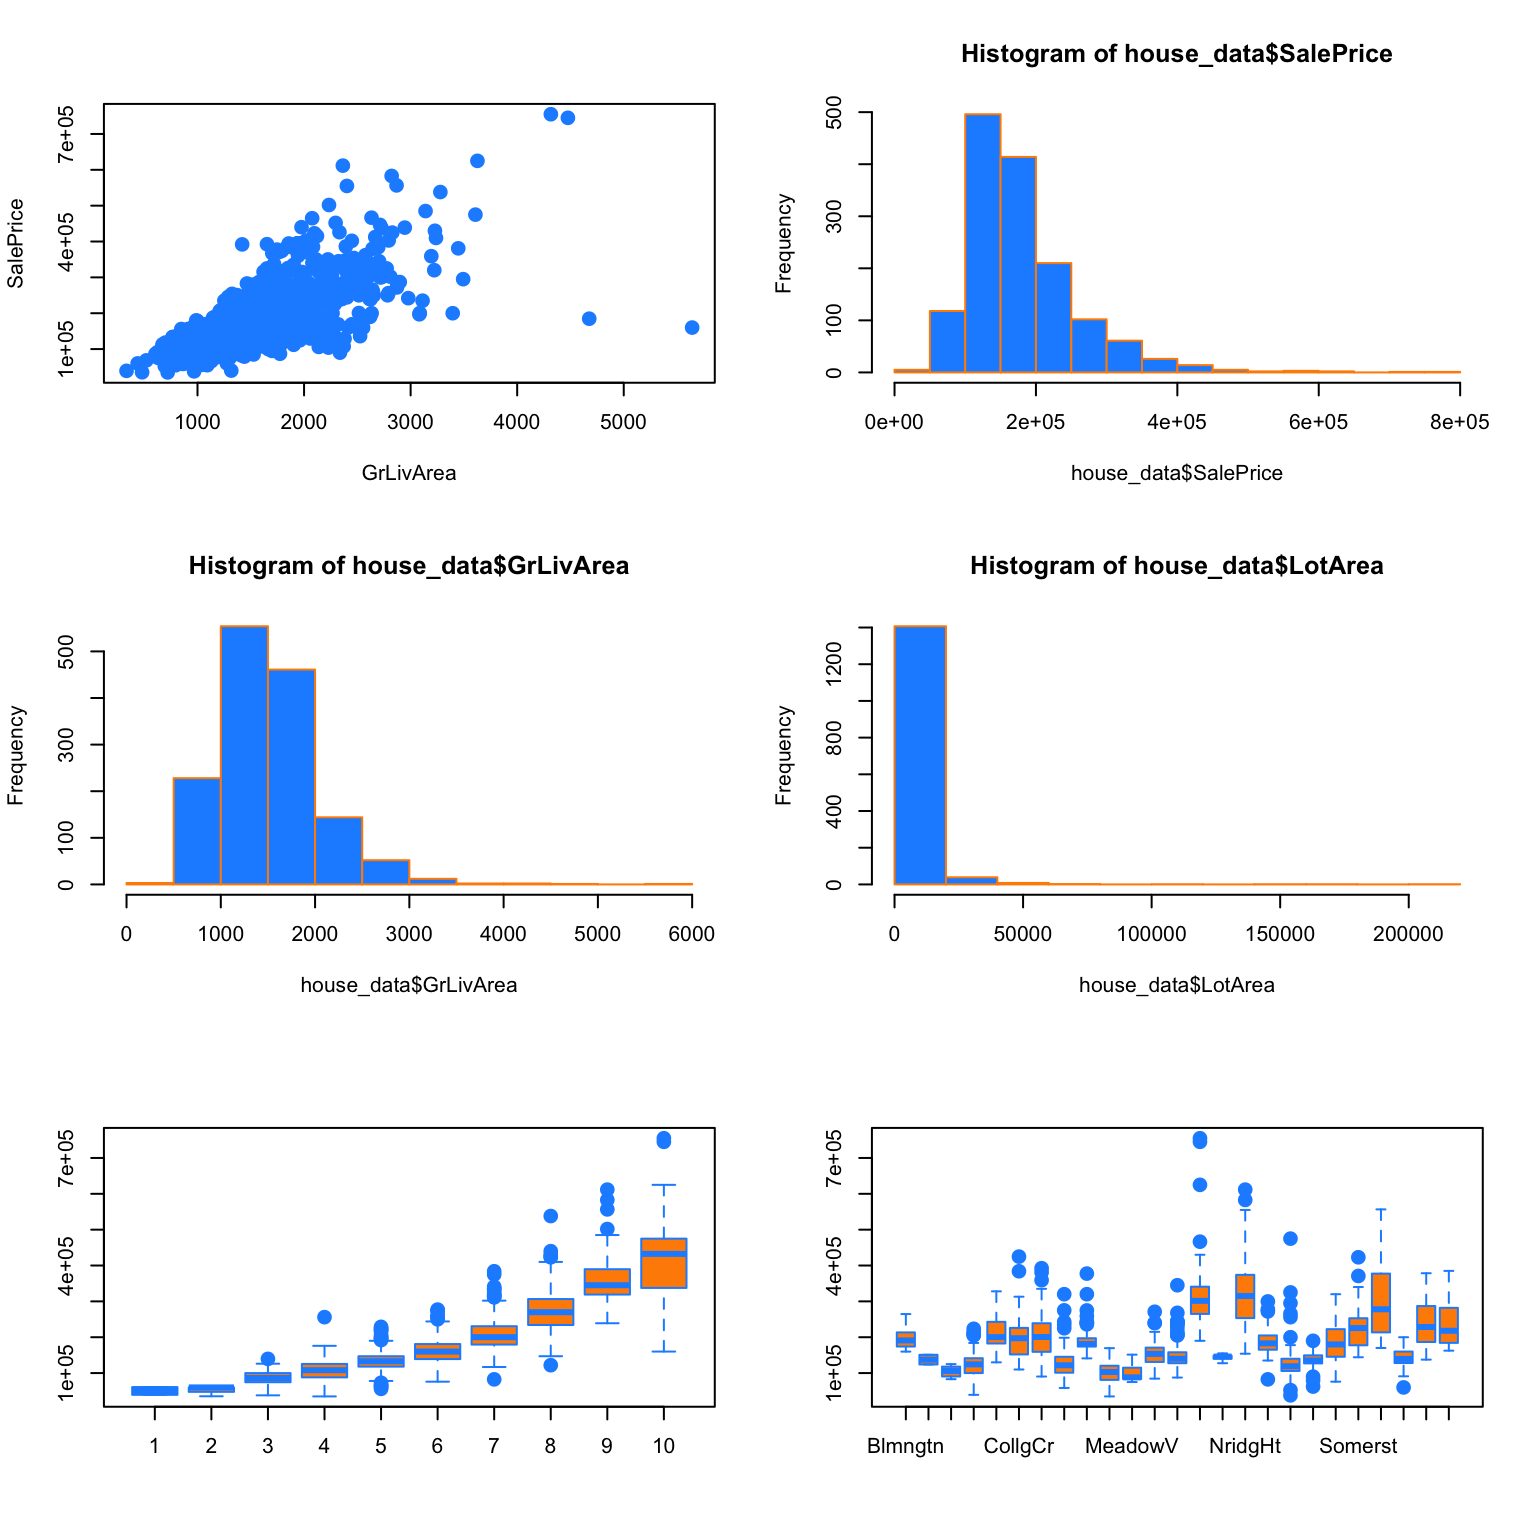 7e+05
4e+05
1e+05
SalePrice
1000 2000 3000 4000 5000
GrLivArea
Histogram of house_data$SalePrice
500
300
100
0
Frequency
0e+00 2e+05 4e+05 6e+05 8e+05
house_data$SalePrice
Histogram of house_data$GrLivArea
500
300
100
0
Frequency
0 1000 2000 3000 4000 5000 6000
house_data$GrLivArea
Histogram of house_data$LotArea
1200
800
400
0
Frequency
0 50000 100000 150000 200000
house_data$LotArea
7e+05
4e+05
1e+05
1 2 3 4 5 6 7 8 9 10
7e+05
4e+05
1e+05
Blmngtn CollgCr MeadowV NridgHt Somerst